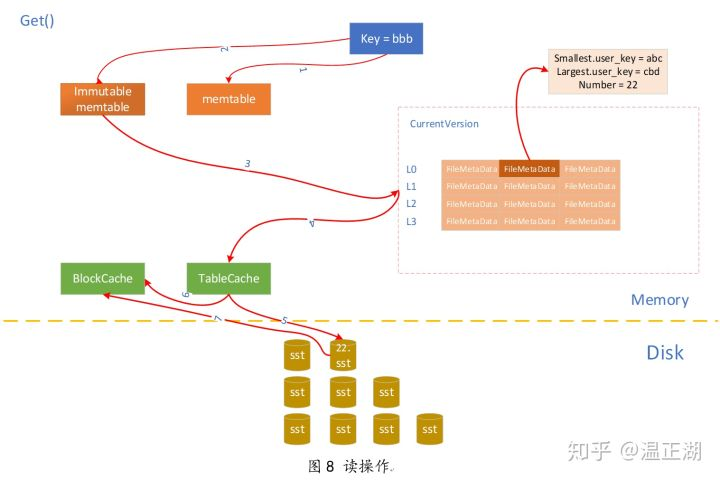 Get()
Key = bbb
2
1
Smallest.user_key = abc
Largest.user_key = cbd
Number = 22
Immutable
memtable
memtable
CurrentVersion
3
L0 FileMetaData FileMetaData FileMetaData
L1 FileMetaData FileMetaData FileMetaData
L2 FileMetaData FileMetaData FileMetaData
L3 FileMetaData FileMetaData FileMetaData
4
BlockCache
TableCache
6
7
5
Memory
Disk
sst
22.
sst
sst sst sst
sst sst sst sst
知乎 @温正湖
图 8 读操作。